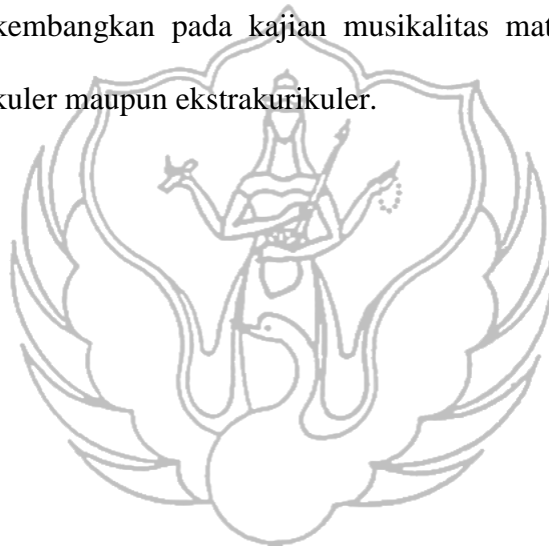 kembangkan pada kajian musikalitas mat
kuler maupun ekstrakurikuler.